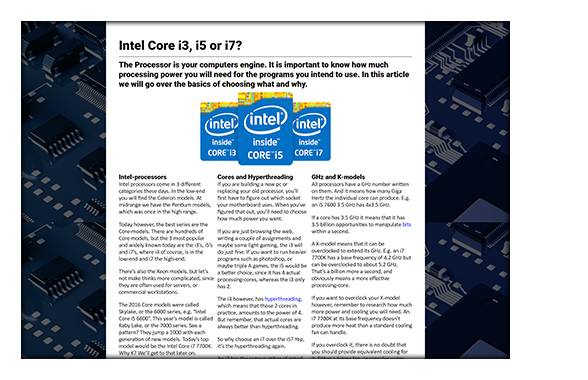 Intel Core i3, i5 or i7?
The Processor is your computers engine. It is important to know how much
processing power you will need for the programs you intend to use. In this article
we will go over the basics of choosing what and why.
intel inside™ CORE™i3
intel inside™ CORE™i5
intel inside™ CORE™i7
Intel-processors
Intel processors come in 3 different
categories these days. In the low-end
you will find the Celeron models. At
midrange we have the Pentium models,
which was once in the high range.
Today however, the best series are the
Core-models. There are hundreds of
Core models, but the 3 most popular
and widely known today are the i3's, i5's
and i7's, where i3 of course, is in the
low-end and i7 the high-end.
There's also the Xeon models, but let's
not make thinks more complicated, since
they are often used for servers, or
commercial workstations.
The 2016 Core models were called
Skylake, or the 6000 series, e.g. "Intel
Core i5 6600". This year's model is called
Kaby Lake, or the 7000 series. See a
pattern? They jump a 1000 with each
generation of new models. Today's top
model would be the Intel Core i7 7700K.
Why K? We'll get to that later on.
Cores and Hyperthreading
If you are building a new pc or
replacing your old processor, you'll
first have to figure out which socket
your motherboard uses. When you've
figured that out, you'll need to choose
how much power you want.
If you are just browsing the web,
writing a couple of assignments and
maybe some light gaming, the i3 will
do just fine. If you want to run heavier
programs such as photoshop, or
maybe triple A games, the i5 would be
a better choice, since it has 4 actual
processing-cores, whereas the i3 only
has 2.
The i3 however, has hyperthreading,
which means that those 2 cores in
practice, amounts to the power of 4.
But remember, that actual cores are
always better than hyperthreading.
So why choose an i7 over the i5? Yep,
it's the hyperthreading again.
GHz and K-models
All processors have a GHz number written
on them. And it means how many Giga
Hertz the individual core can produce. E.g.
an i5 7600 3.5 GHz has 4x3.5 GHz.
If a core has 3.5 GHz it means that it has
3.5 billion opportunities to manipulate bits
within a second.
A K-model means that it can be
overclocked to extend its GHz. E.g. an i7
7700K has a base frequency of 4.2 GHz but
can be overclocked to about 5.2 GHz.
That's a billion more a second, and
obviously means a more effective
processing-core.
If you want to overclock your K-model
however, remember to research how much
more power and cooling you will need. An
i7 7700K at its base frequency doesn't
produce more heat than a standard cooling
fan can handle.
If you overclock it, there is no doubt that
you should provide equivalent cooling for